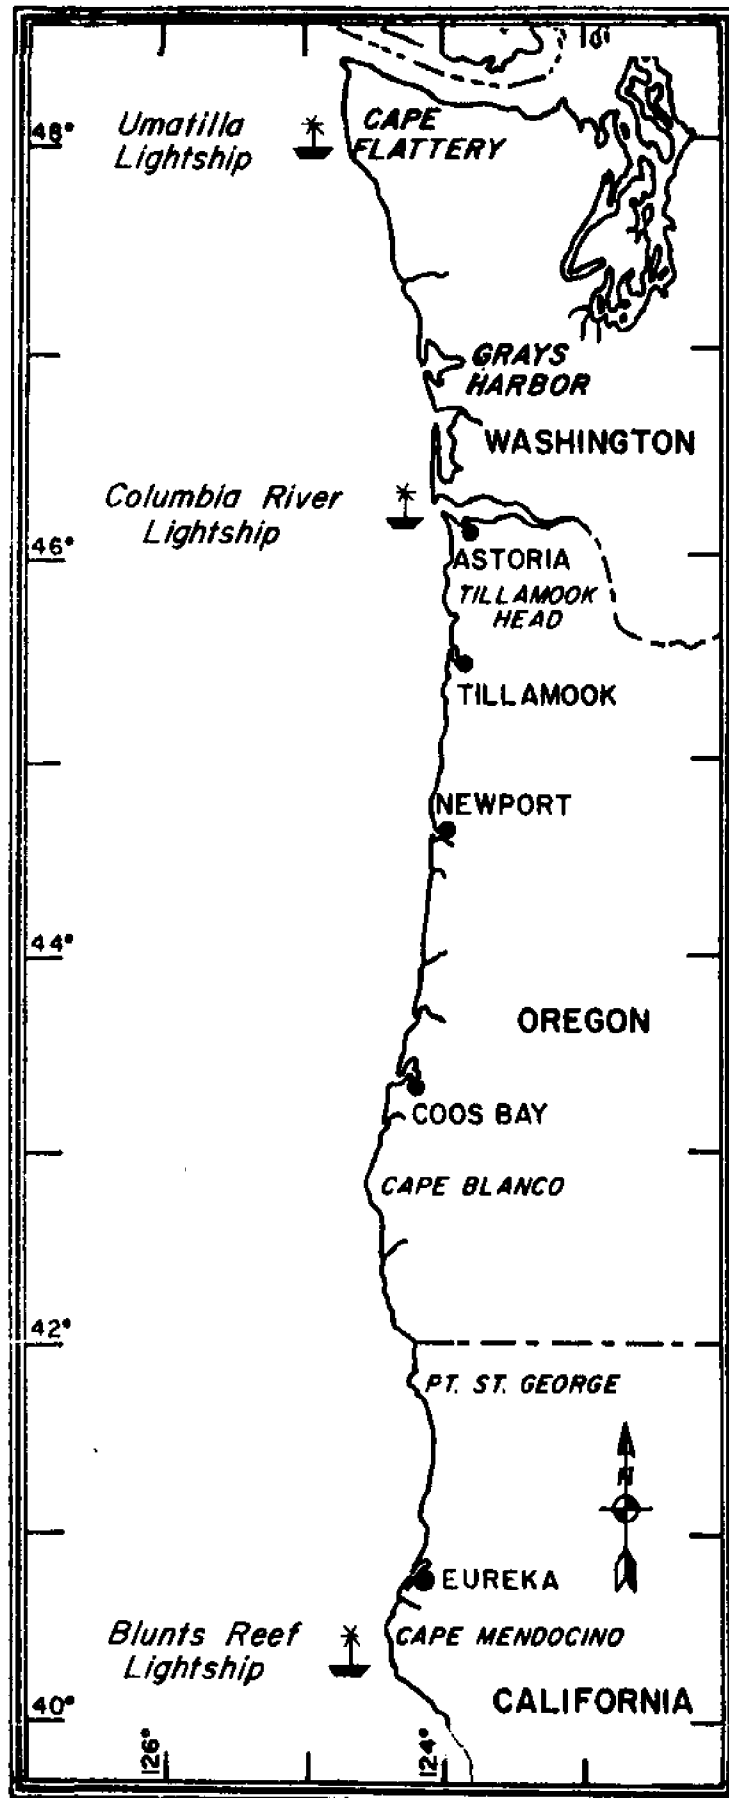 Umatilla
Lightship
48°
CAPE
FLATTERY
GRAYS
HARBOR
WASHINGTON
Columbia River
Lightship
46°
ASTORIA
TILLAMOOK
HEAD
TILLAMOOK
NEWPORT
44°
OREGON
COOS BAY
CAPE BLANCO
42°
PT. ST. GEORGE
N
EUREKA
Blunts Reef
Lightship
CAPE MENDOCINO
CALIFORNIA
40°
126°
124°